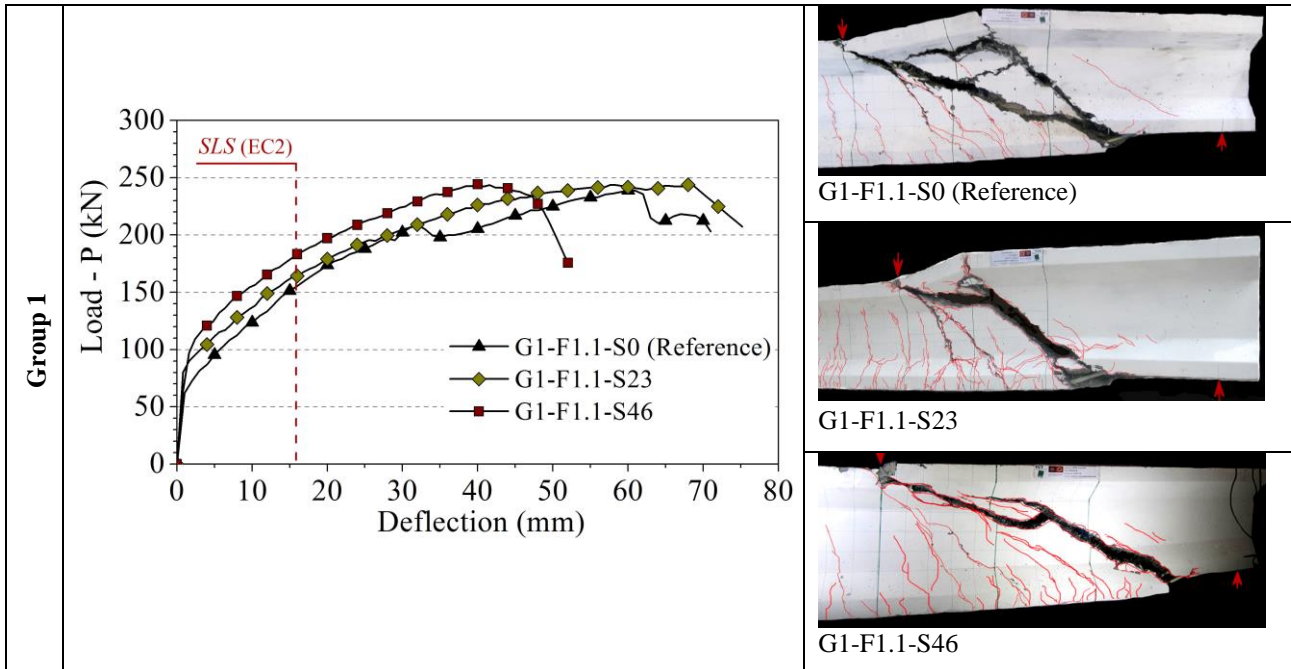 Group 1
Load - P (kN)
300
250
200
150
100
50
0
SLS (EC2)
G1-F1.1-S0 (Reference)
G1-F1.1-S23
G1-F1.1-S46
0 10 20 30 40 50 60 70 80
Deflection (mm)
G1-F1.1-S0 (Reference)
G1-F1.1-S23
G1-F1.1-S46